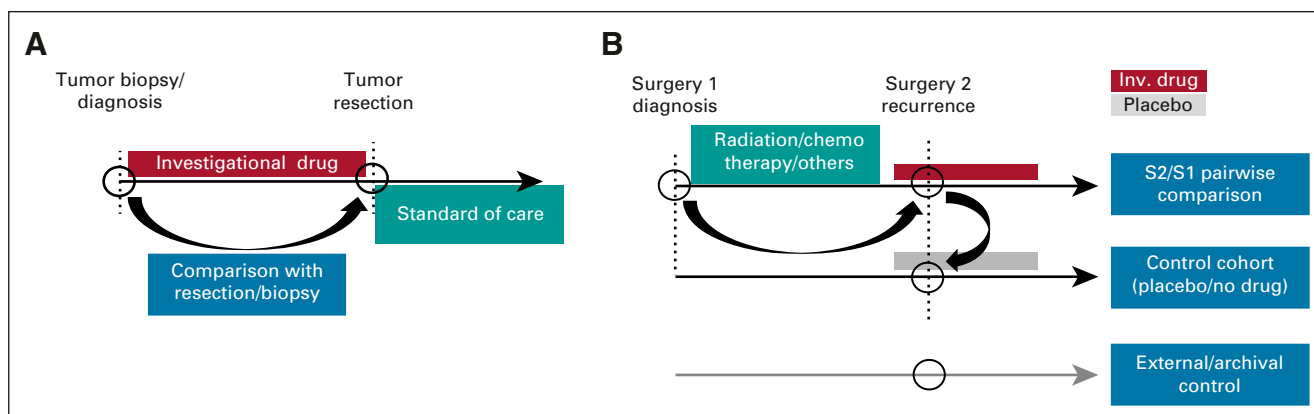 A
Tumor biopsy/
diagnosis
Tumor
resection
Investigational drug
Standard of care
Comparison with
resection/biopsy
B
Surgery 1
diagnosis
Surgery 2
recurrence
Inv. drug
Placebo
Radiation/chemo
therapy/others
S2/S1 pairwise
comparison
Control cohort
(placebo/no drug)
External/archival
control